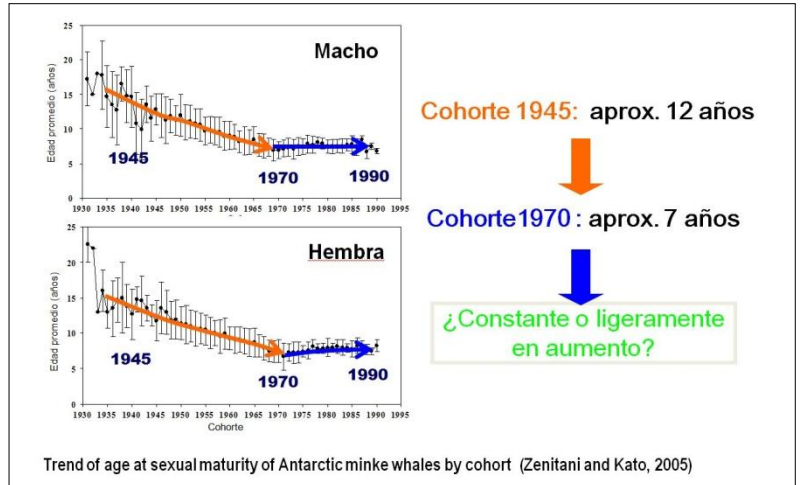 Macho
Edad promedio (años)
25
20
15
10
5
0
1945
1970
1990
1930 1935 1940 1945 1950 1955 1960 1965 1970 1975 1980 1985 1990 1995
Hembra
Edad promedio (años)
25
20
15
10
5
0
1945
1970
1990
1930 1935 1940 1945 1950 1955 1960 1965 1970 1975 1980 1985 1990 1995
Cohorte
Cohorte 1945: aprox. 12 años
Cohorte1970 : aprox. 7 años
¿Constante o ligeramente
en aumento?
Trend of age at sexual maturity of Antarctic minke whales by cohort (Zenitani and Kato, 2005)